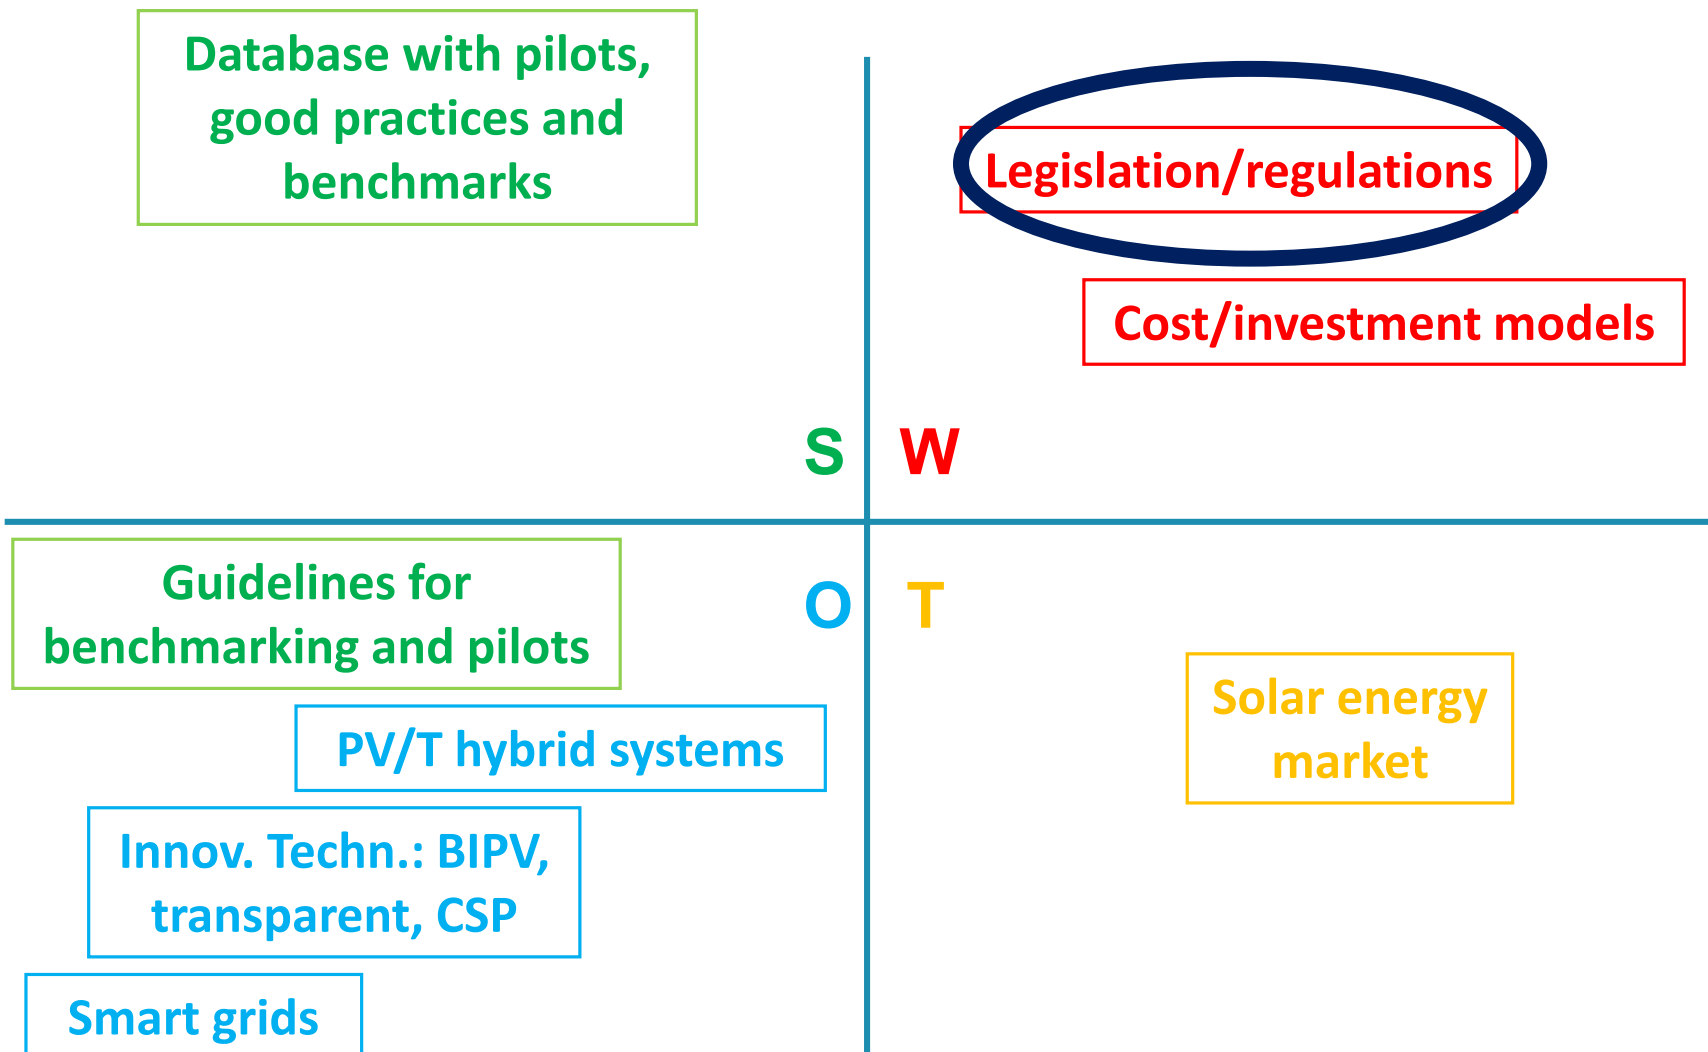 Database with pilots,
good practices and
benchmarks
Legislation/regulations
Cost/investment models
S
W
Guidelines for
benchmarking and pilots
O
T
PV/T hybrid systems
Solar energy
market
Innov. Techn.: BIPV,
transparent, CSP
Smart grids